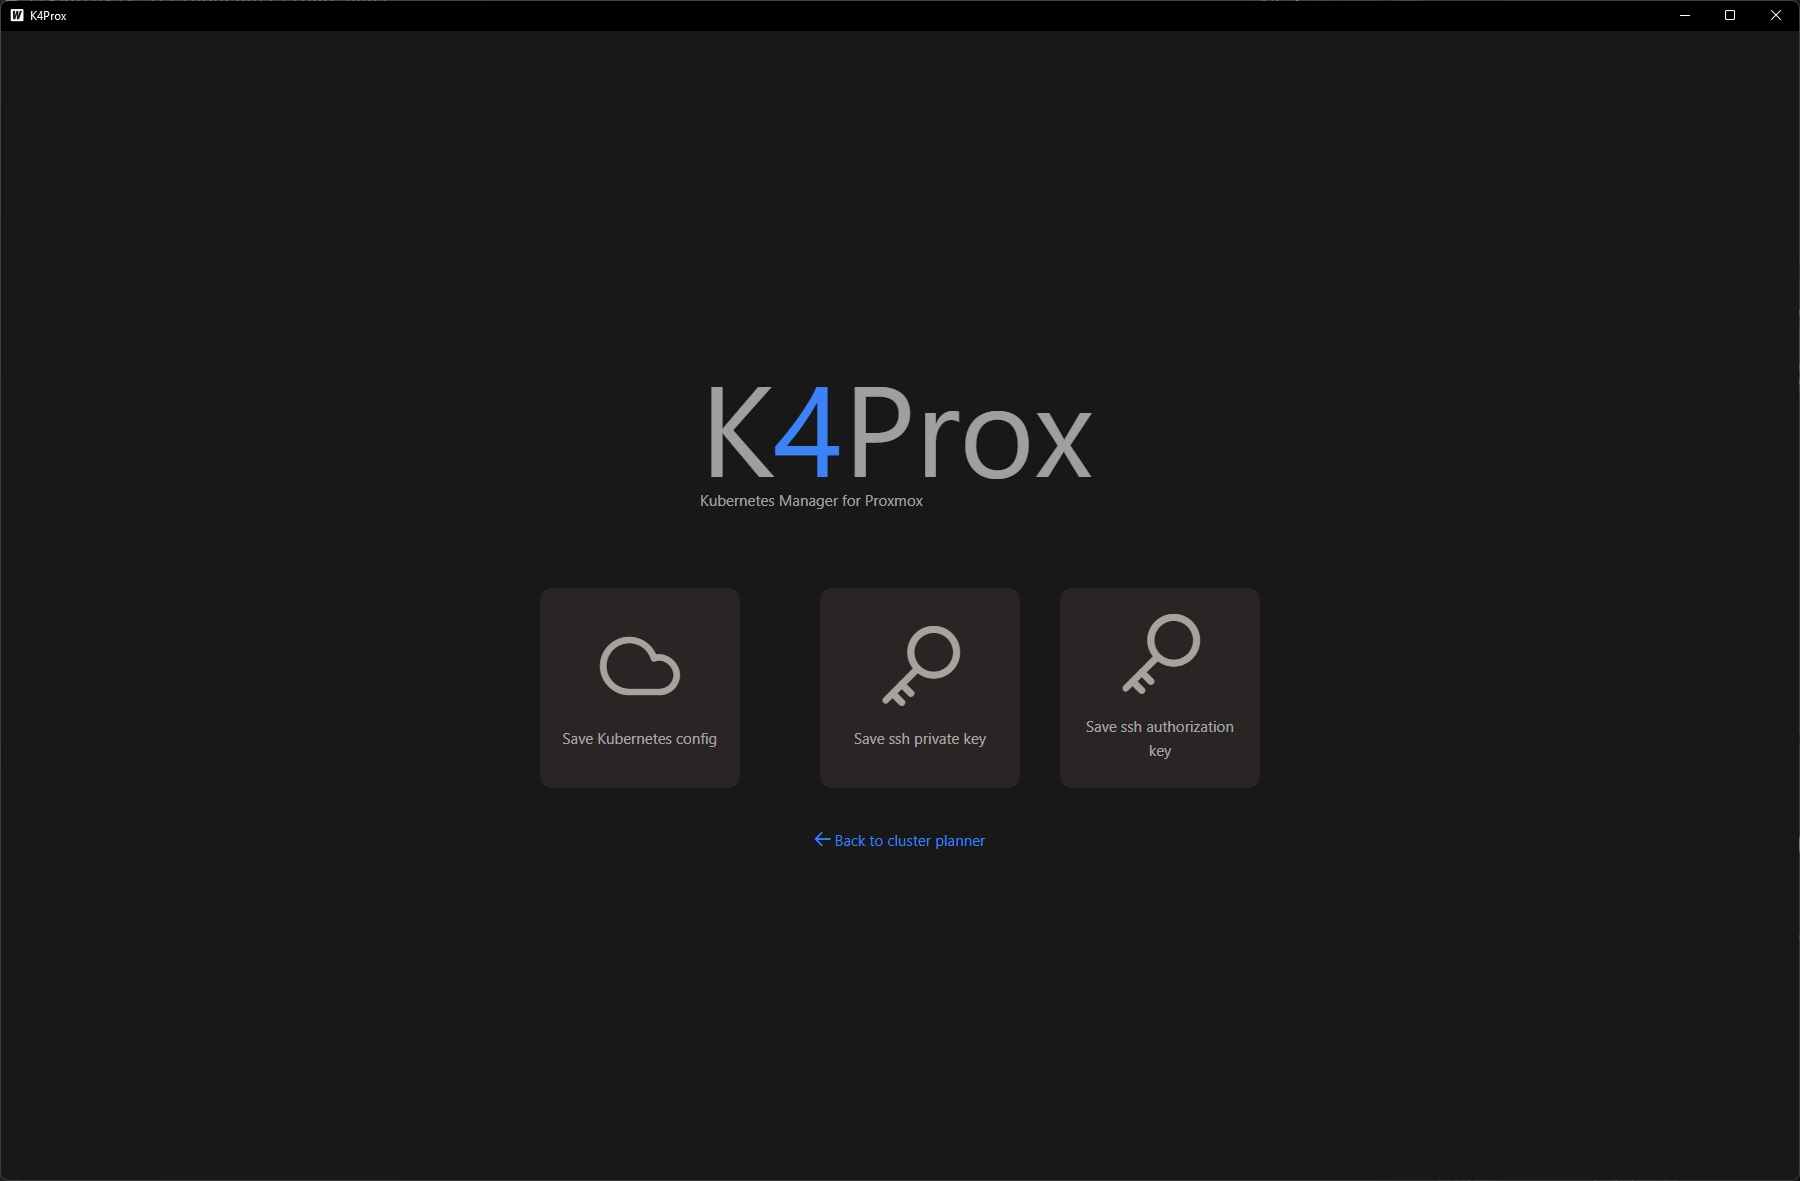 K4Prox
K4Prox
Kubernetes Manager for Proxmox
Save Kubernetes config
Save ssh private key
Save ssh authorization
key
Back to cluster planner